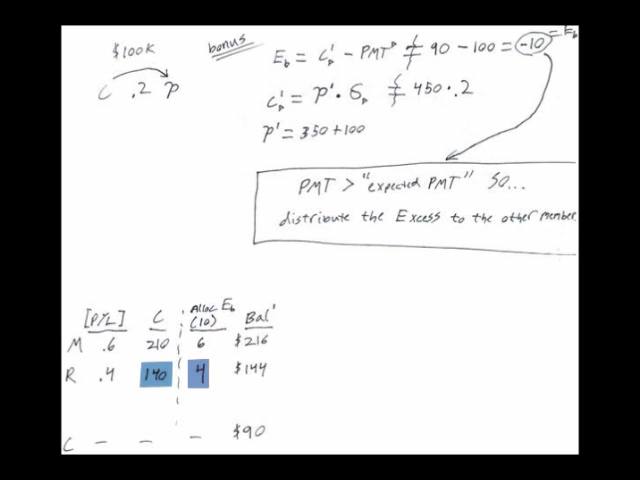 $100K
C .2 P
bonus
E_b = C'_p - PMT^p ≠ 90 - 100 = -10 = E_b
C'_p = P' · G_p ≠ 450 · .2
P' = 350 + 100
PMT > "expected PMT" SO...
distribute the Excess to the other member.
[P/L] C Alloc E_b (10) Bal'
M .6 210 6 $216
R .4 140 4 $144
C — — — $90